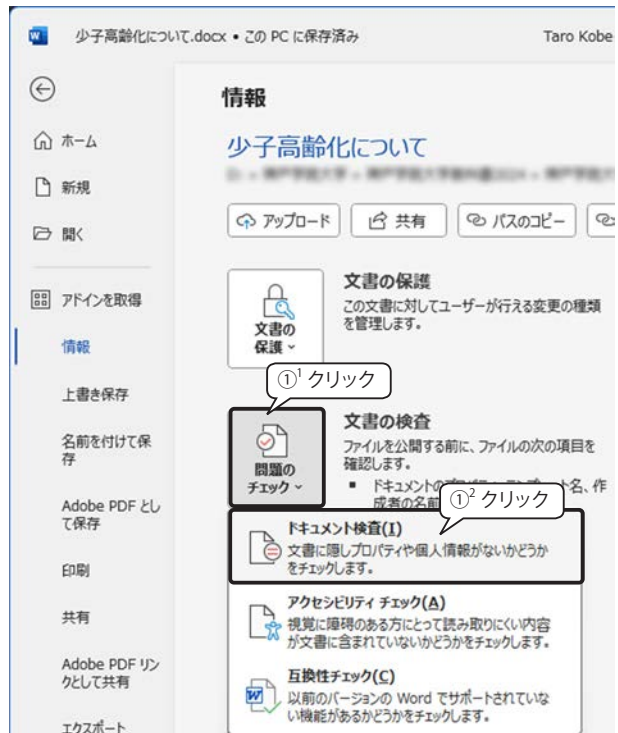 少子高齢化について.docx • この PC に保存済み
Taro Kobe
情報
ホーム
新規
開く
アドインを取得
情報
上書き保存
名前を付けて保
存
Adobe PDF とし
て保存
印刷
共有
Adobe PDF リン
クとして共有
エクスポート
少子高齢化について
アップロード
共有
パスのコピー
文書の
保護
文書の保護
この文書に対してユーザーが行える変更の種類
を管理します。
①¹ クリック
問題の
チェック
文書の検査
ファイルを公開する前に、ファイルの次の項目を
確認します。
▪ ドキュメントの
ト名、作
成者の名前
①² クリック
ドキュメント検査(I)
文書に隠しプロパティや個人情報がないかどうか
をチェックします。
アクセシビリティ チェック(A)
視覚に障碍のある方にとって読み取りにくい内容
が文書に含まれていないかどうかをチェックします。
互換性チェック(C)
以前のバージョンの Word でサポートされていな
い機能があるかどうかをチェックします。